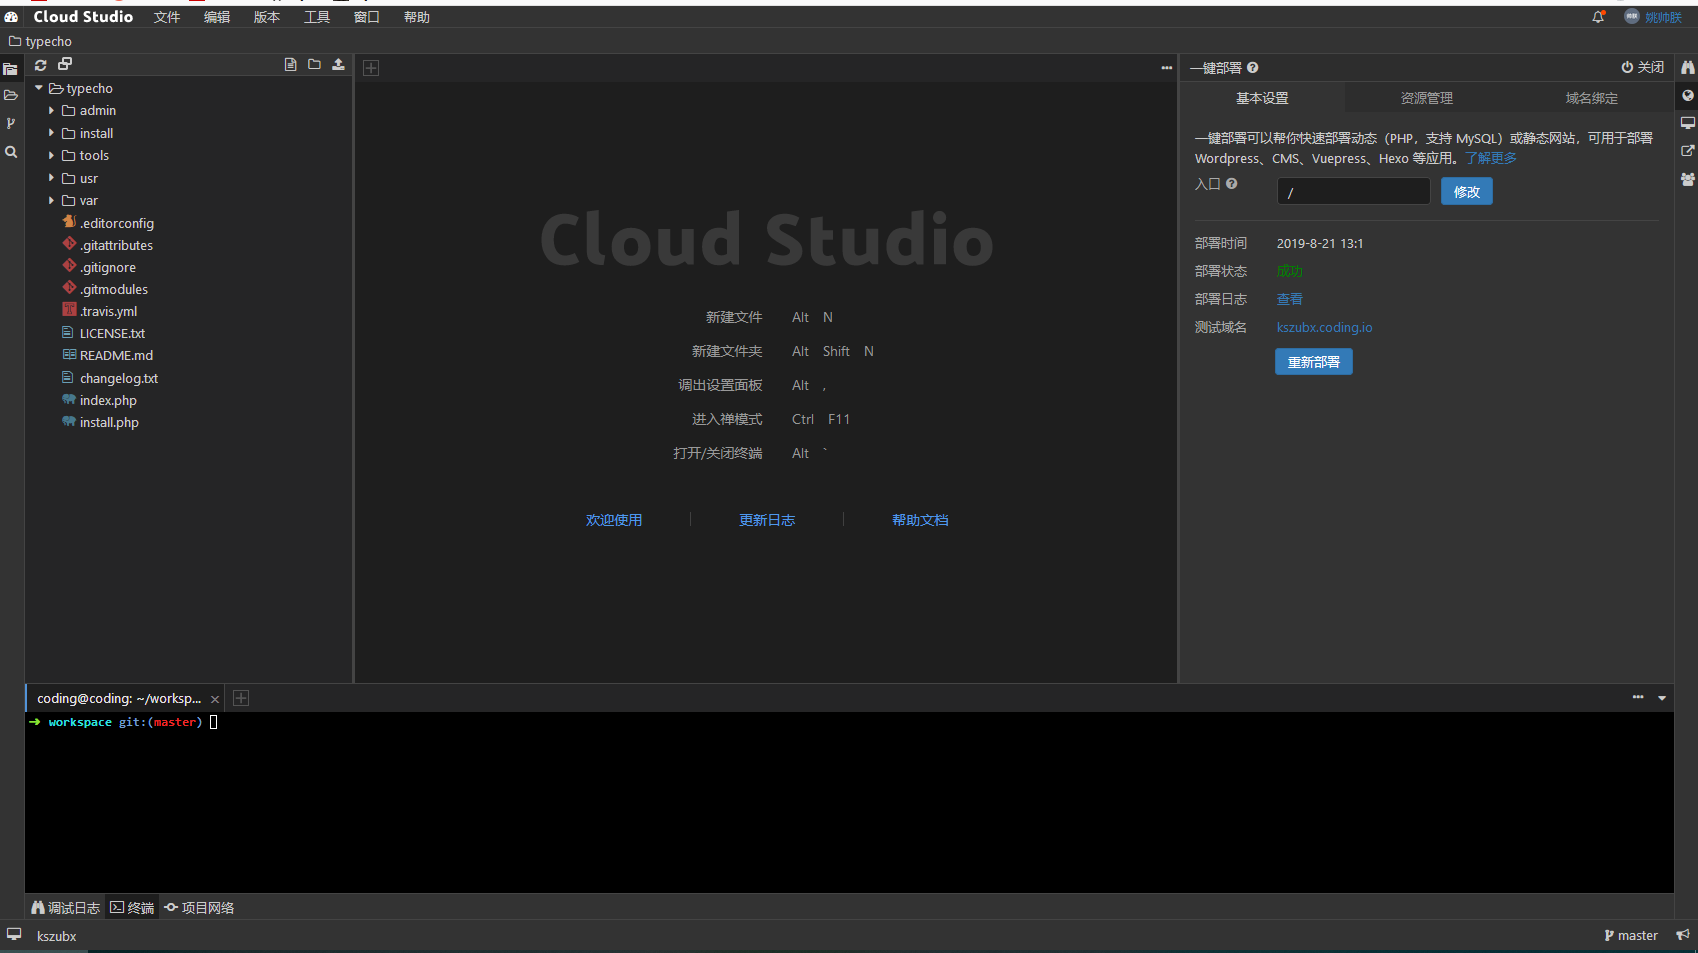 Cloud Studio 文件 编辑 版本 工具 窗口 帮助 姚帅朕
typecho
typecho
admin
install
tools
usr
var
.editorconfig
.gitattributes
.gitignore
.gitmodules
.travis.yml
LICENSE.txt
README.md
changelog.txt
index.php
install.php
Cloud Studio
新建文件 Alt N
新建文件夹 Alt Shift N
调出设置面板 Alt ,
进入禅模式 Ctrl F11
打开/关闭终端 Alt `
欢迎使用 更新日志 帮助文档
一键部署 关闭
基本设置 资源管理 域名绑定
一键部署可以帮你快速部署动态（PHP，支持 MySQL）或静态网站，可用于部署
Wordpress、CMS、Vuepress、Hexo 等应用。了解更多
入口 / 修改
部署时间 2019-8-21 13:1
部署状态 成功
部署日志 查看
测试域名 kszubx.coding.io
重新部署
coding@coding: ~/worksp...
➜ workspace git:(master)
调试日志 终端 项目网络
kszubx master